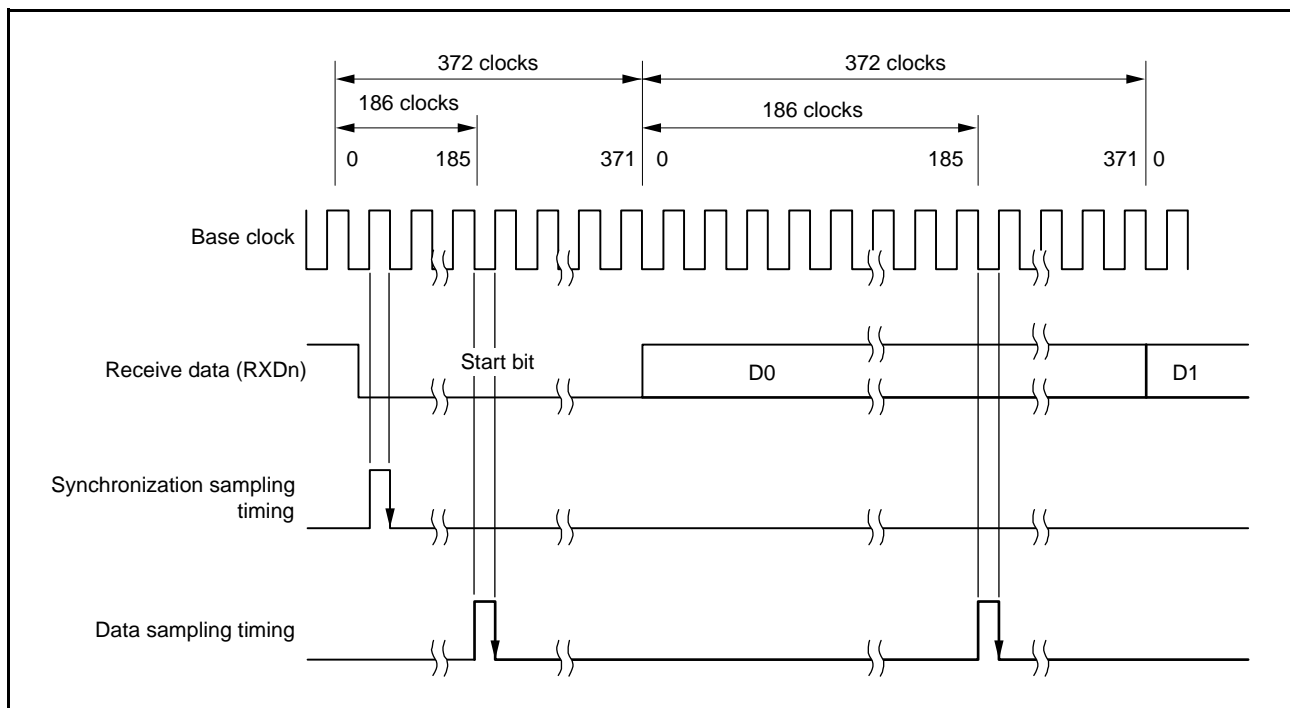 372 clocks 372 clocks
186 clocks 186 clocks
0 185 371 0 185 371 0
Base clock
Receive data (RXDn)
Start bit
D0
D1
Synchronization sampling
timing
Data sampling timing